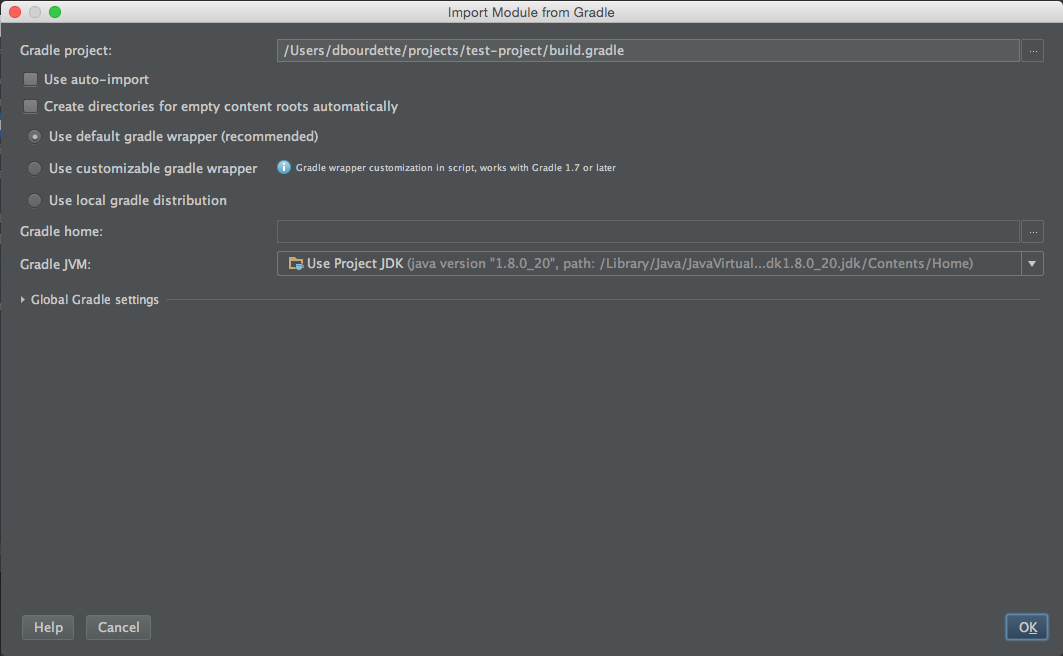 Import Module from Gradle
Gradle project: /Users/dbourdette/projects/test-project/build.gradle ...
Use auto-import
Create directories for empty content roots automatically
Use default gradle wrapper (recommended)
Use customizable gradle wrapper i Gradle wrapper customization in script, works with Gradle 1.7 or later
Use local gradle distribution
Gradle home: ...
Gradle JVM: Use Project JDK (java version "1.8.0_20", path: /Library/Java/JavaVirtual...dk1.8.0_20.jdk/Contents/Home)
Global Gradle settings
Help Cancel OK